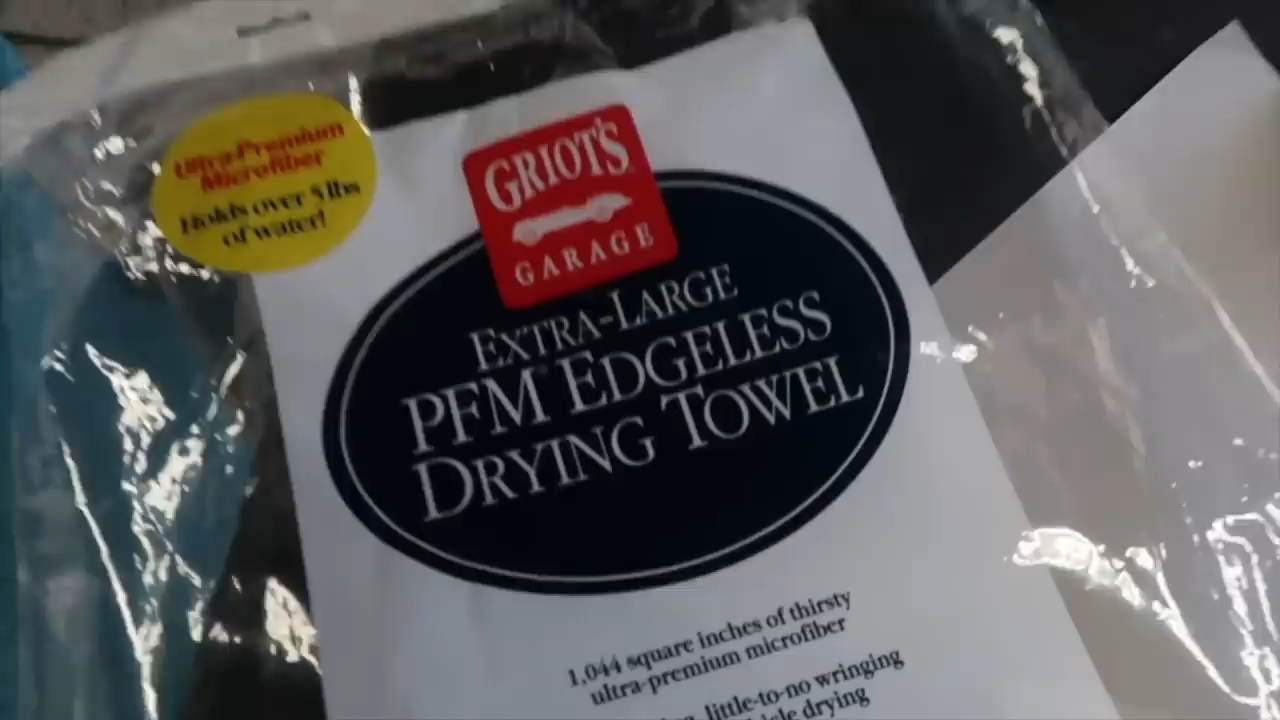 Ultra-Premium
Microfiber
Holds over 5 lbs
of water!
GRIOT'S
GARAGE
EXTRA-LARGE
PFM EDGELESS
DRYING TOWEL
1,044 square inches of thirsty
ultra-premium microfiber
little-to-no wringing
drying